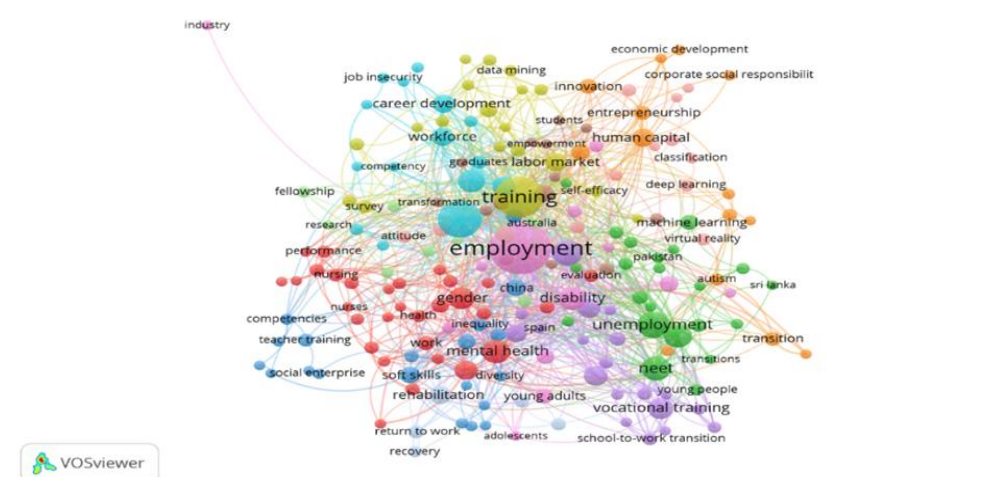 industry
economic development
job insecurity
data mining
corporate social responsibilit
innovation
career development
entrepreneurship
students
workforce
empowerment
human capital
graduates
labor market
classification
competency
deep learning
fellowship
self-efficacy
training
transformation
survey
research
australia
machine learning
attitude
virtual reality
performance
employment
pakistan
nursing
evaluation
autism
sri lanka
china
gender
disability
nurses
health
competencies
inequality
spain
unemployment
teacher training
work
transition
mental health
transitions
neet
social enterprise
soft skills
diversity
young people
rehabilitation
young adults
vocational training
return to work
adolescents
school-to-work transition
recovery
VOSviewer